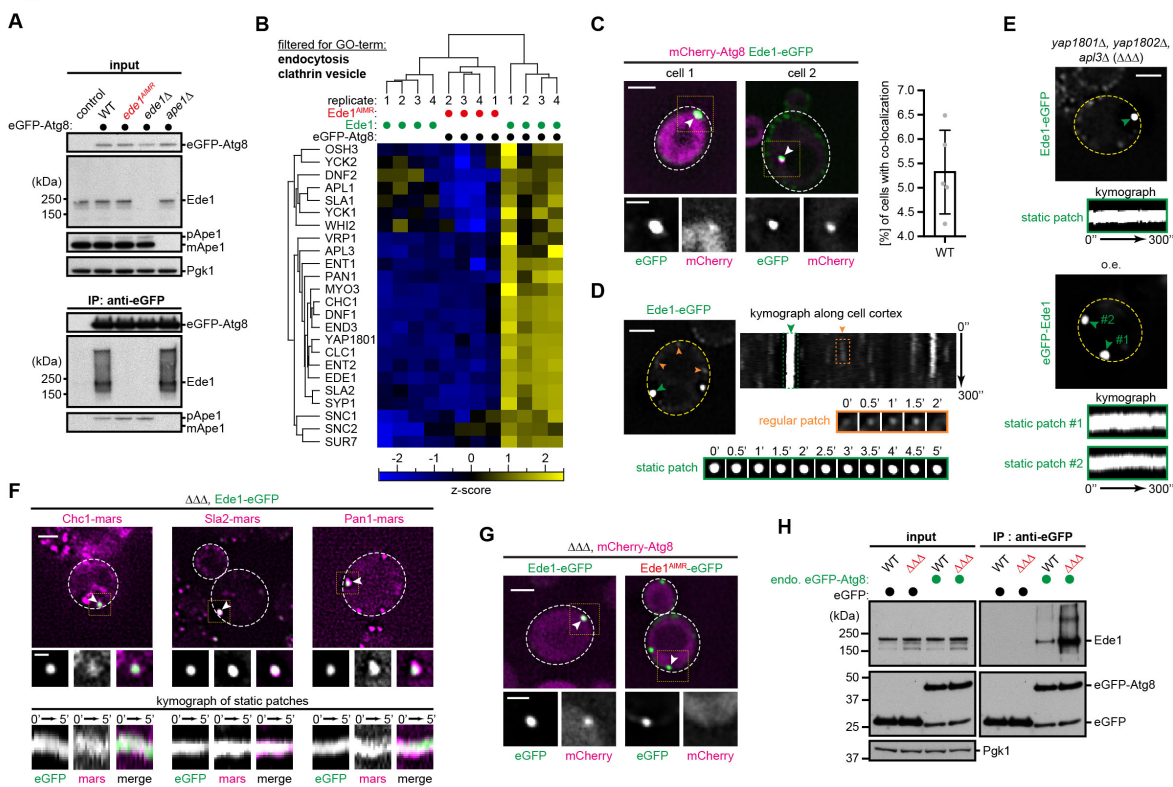 A
input
control
WT
ede1AIMR
ede1Δ
ape1Δ
eGFP-Atg8:
eGFP-Atg8
(kDa)
250
150
Ede1
pApe1
mApe1
Pgk1
IP: anti-eGFP
eGFP-Atg8
(kDa)
250
150
Ede1
pApe1
mApe1
B
filtered for GO-term:
endocytosis
clathrin vesicle
replicate: 1 2 3 4 2 3 4 1 1 2 3 4
Ede1AIMR:
Ede1:
eGFP-Atg8:
OSH3
YCK2
DNF2
APL1
SLA1
YCK1
WHI2
VRP1
APL3
ENT1
PAN1
MYO3
CHC1
DNF1
END3
YAP1801
CLC1
ENT2
EDE1
SLA2
SYP1
SNC1
SNC2
SUR7
-2 -1 0 1 2
z-score
C
mCherry-Atg8 Ede1-eGFP
cell 1 cell 2
eGFP mCherry eGFP mCherry
[%] of cells with co-localization
7.0
6.5
6.0
5.5
5.0
4.5
4.0
WT
D
Ede1-eGFP
kymograph along cell cortex
0''
300''
regular patch
0' 0.5' 1' 1.5' 2'
static patch
0' 0.5' 1' 1.5' 2' 2.5' 3' 3.5' 4' 4.5' 5'
E
yap1801Δ, yap1802Δ,
apl3Δ (ΔΔΔ)
Ede1-eGFP
kymograph
static patch
0'' 300''
o.e.
eGFP-Ede1
#2
#1
kymograph
static patch #1
static patch #2
0'' 300''
F
ΔΔΔ, Ede1-eGFP
Chc1-mars Sla2-mars Pan1-mars
kymograph of static patches
0' 5' 0' 5' 0' 5' 0' 5' 0' 5' 0' 5' 0' 5' 0' 5' 0' 5'
eGFP mars merge eGFP mars merge eGFP mars merge
G
ΔΔΔ, mCherry-Atg8
Ede1-eGFP Ede1AIMR-eGFP
eGFP mCherry eGFP mCherry
H
input IP : anti-eGFP
WT ΔΔΔ WT ΔΔΔ WT ΔΔΔ WT ΔΔΔ
endo. eGFP-Atg8:
eGFP:
(kDa)
250
150
Ede1
50
37
25
eGFP-Atg8
eGFP
37
Pgk1